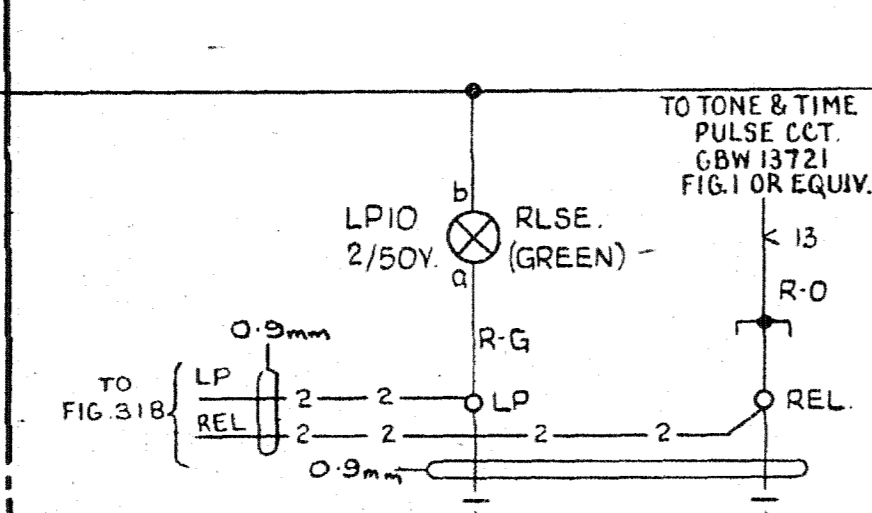 TO TONE & TIME
PULSE CCT.
GBW 13721
FIG.1 OR EQUIV.
13
R-O
b
LP10
2/50V.
RLSE.
(GREEN)
a
R-G
0.9mm
TO
FIG.31B
LP
2 2
LP
REL
2 2 2 2
REL.
0.9mm